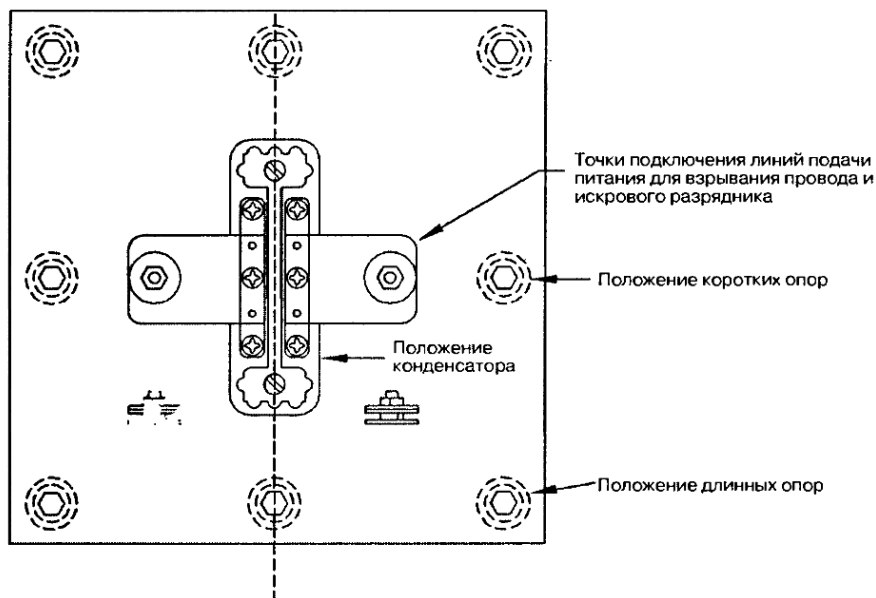 Точки подключения линий подачи
питания для взрывания провода и
искрового разрядника
Положение коротких опор
Положение
конденсатора
Положение длинных опор